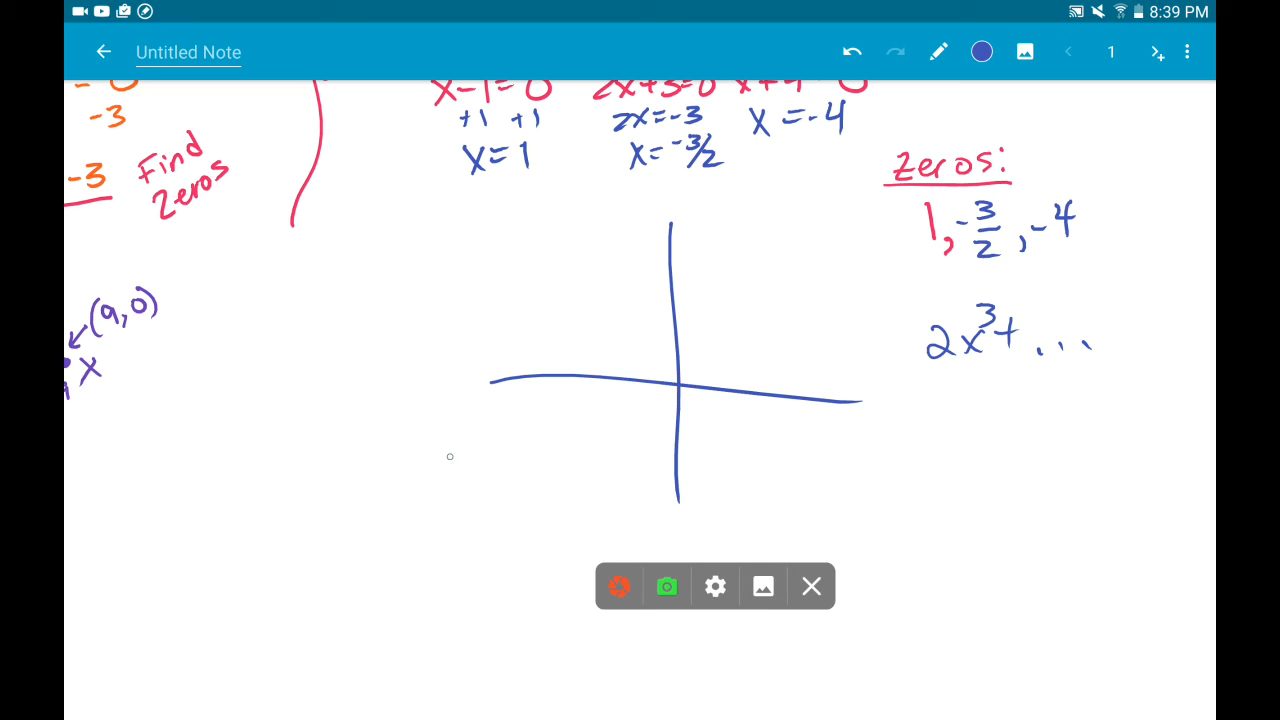 8:39 PM
Untitled Note
1
-3
-3
Find
zeros
x-1=0
+1 +1
x=1
2x+3=0
2x=-3
x=-3/2
x=-4
zeros:
1, -3/2, -4
2x³+ ...
(9,0)
x